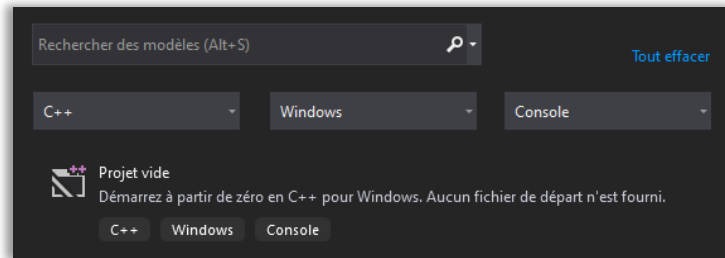 Rechercher des modèles (Alt+S)
Tout effacer
C++ Windows Console
Projet vide
Démarrez à partir de zéro en C++ pour Windows. Aucun fichier de départ n'est fourni.
C++ Windows Console